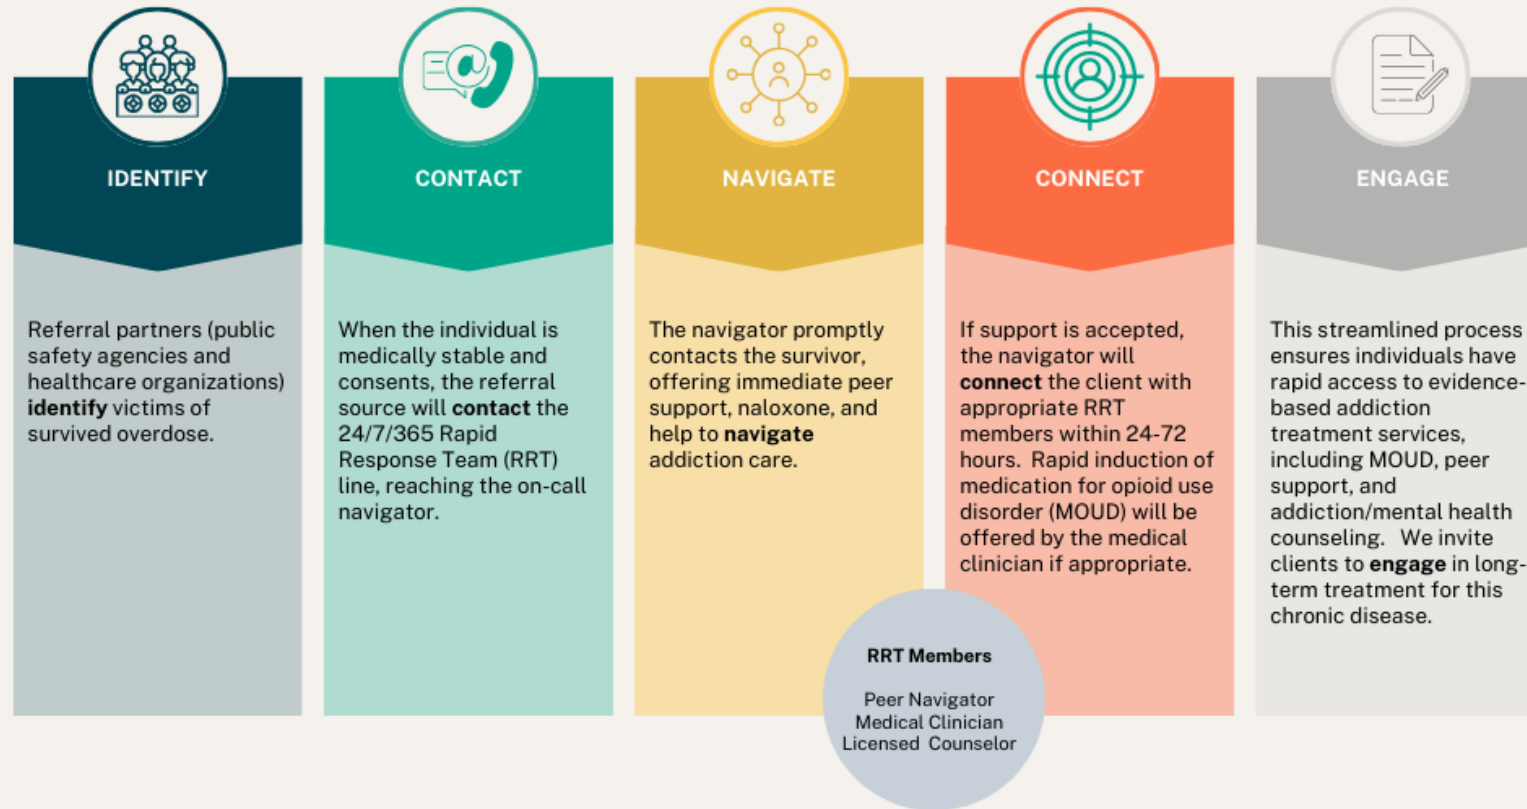 IDENTIFY
Referral partners (public
safety agencies and
healthcare organizations)
identify victims of
survived overdose.
CONTACT
When the individual is
medically stable and
consents, the referral
source will contact the
24/7/365 Rapid
Response Team (RRT)
line, reaching the on-call
navigator.
NAVIGATE
The navigator promptly
contacts the survivor,
offering immediate peer
support, naloxone, and
help to navigate
addiction care.
CONNECT
If support is accepted,
the navigator will
connect the client with
appropriate RRT
members within 24-72
hours.  Rapid induction of
medication for opioid use
disorder (MOUD) will be
offered by the medical
clinician if appropriate.
RRT Members
Peer Navigator
Medical Clinician
Licensed  Counselor
ENGAGE
This streamlined process
ensures individuals have
rapid access to evidence-
based addiction
treatment services,
including MOUD, peer
support, and
addiction/mental health
counseling.   We invite
clients to engage in long-
term treatment for this
chronic disease.